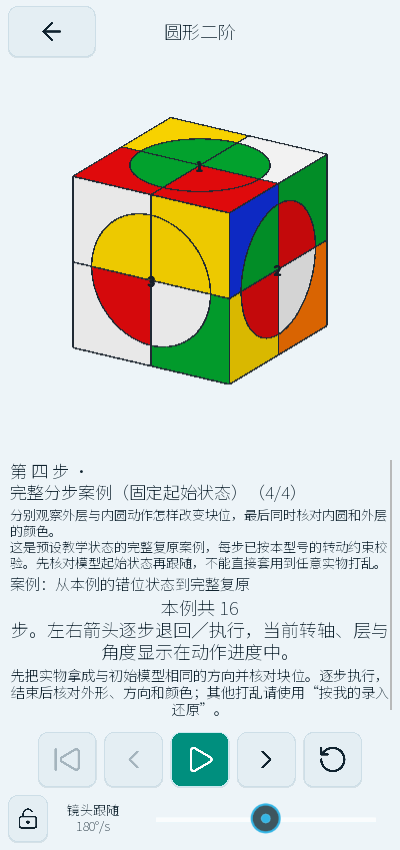 圆形二阶
1
3
2
第四步·
完整分步案例（固定起始状态）（4/4）
分别观察外层与内圆动作怎样改变块位，最后同时核对内圆和外层
的颜色。
这是预设教学状态的完整复原案例，每步已按本型号的转动约束校
验。先核对模型起始状态再跟随，不能直接套用到任意实物打乱。
案例：从本例的错位状态到完整复原
本例共 16
步。左右箭头逐步退回／执行，当前转轴、层与
角度显示在动作进度中。
先把实物拿成与初始模型相同的方向并核对块位。逐步执行，
结束后核对外形、方向和颜色；其他打乱请使用“按我的录入
还原”。
镜头跟随
180°/s